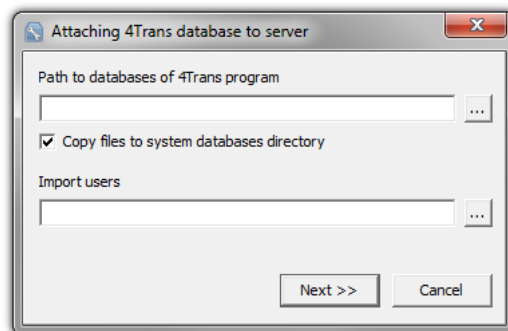 Attaching 4Trans database to server
Path to databases of 4Trans program
...
Copy files to system databases directory
Import users
...
Next >> Cancel